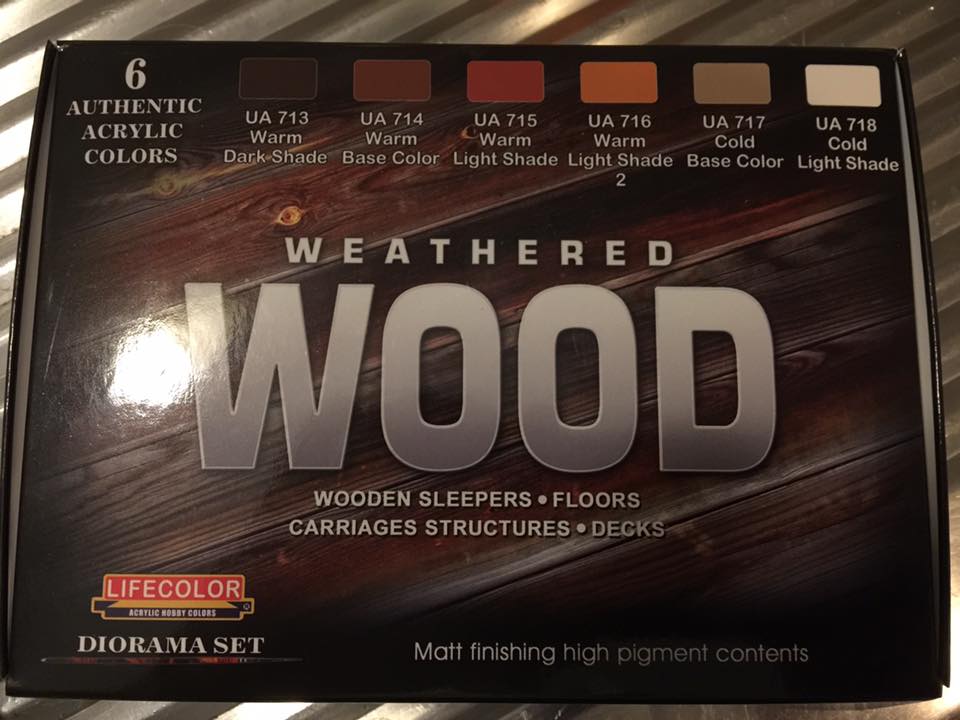 6
AUTHENTIC
ACRYLIC
COLORS
UA 713
Warm
Dark Shade
UA 714
Warm
Base Color
UA 715
Warm
Light Shade
UA 716
Warm
Light Shade
2
UA 717
Cold
Base Color
UA 718
Cold
Light Shade
WEATHERED
WOOD
WOODEN SLEEPERS • FLOORS
CARRIAGES STRUCTURES • DECKS
LIFECOLOR ®
ACRYLIC HOBBY COLORS
DIORAMA SET
Matt finishing high pigment contents